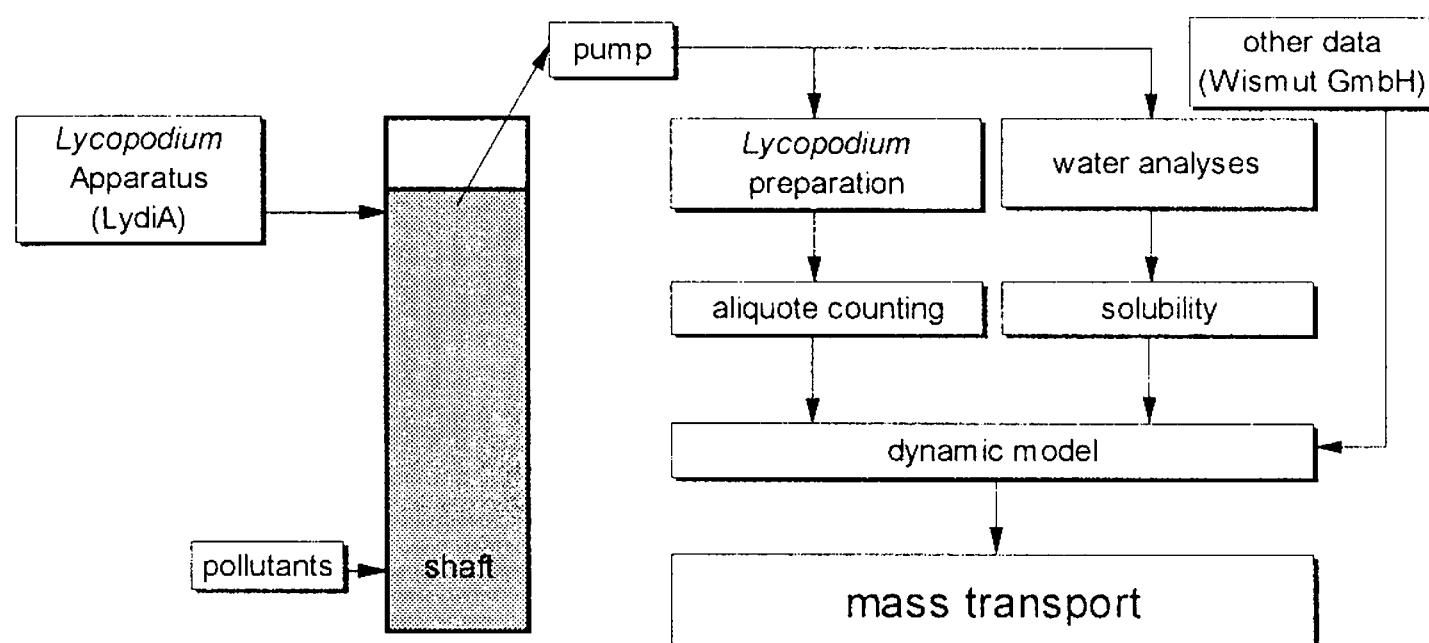 pump
other data
(Wismut GmbH)
Lycopodium
Apparatus
(LydiA)
Lycopodium
preparation
water analyses
aliquote counting
solubility
dynamic model
pollutants
shaft
mass transport